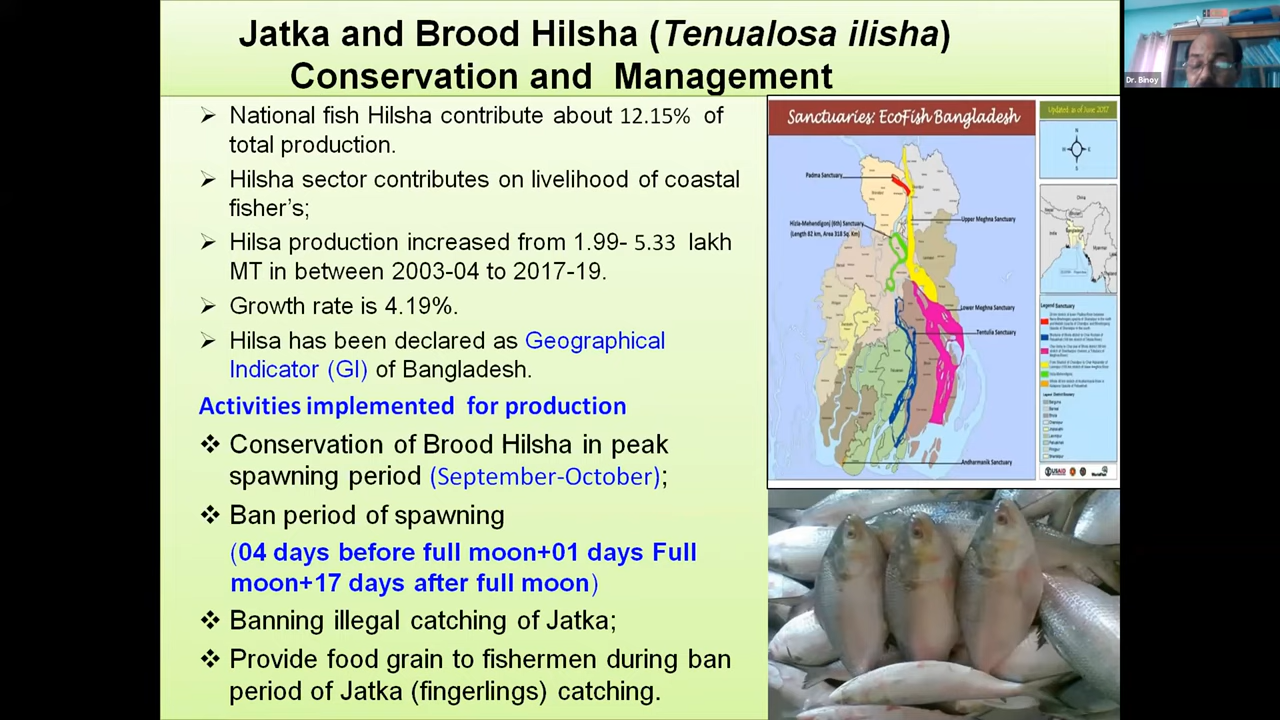 Jatka and Brood Hilsha (Tenualosa ilisha)
Conservation and Management
➢ National fish Hilsha contribute about 12.15% of
total production.
➢ Hilsha sector contributes on livelihood of coastal
fisher's;
➢ Hilsa production increased from 1.99- 5.33 lakh
MT in between 2003-04 to 2017-19.
➢ Growth rate is 4.19%.
➢ Hilsa has been declared as Geographical
Indicator (GI) of Bangladesh.
Activities implemented for production
❖ Conservation of Brood Hilsha in peak
spawning period (September-October);
❖ Ban period of spawning
(04 days before full moon+01 days Full
moon+17 days after full moon)
❖ Banning illegal catching of Jatka;
❖ Provide food grain to fishermen during ban
period of Jatka (fingerlings) catching.
Sanctuaries: EcoFish Bangladesh
Updated: as of June 2017
Padma Sanctuary
Hizla-Mehendigonj (6th) Sanctuary
(Length 82 km, Area 318 Sq. Km)
Upper Meghna Sanctuary
Lower Meghna Sanctuary
Tentulia Sanctuary
Andharmanik Sanctuary
Legend Sanctuary
USAID
Dr. Binoy